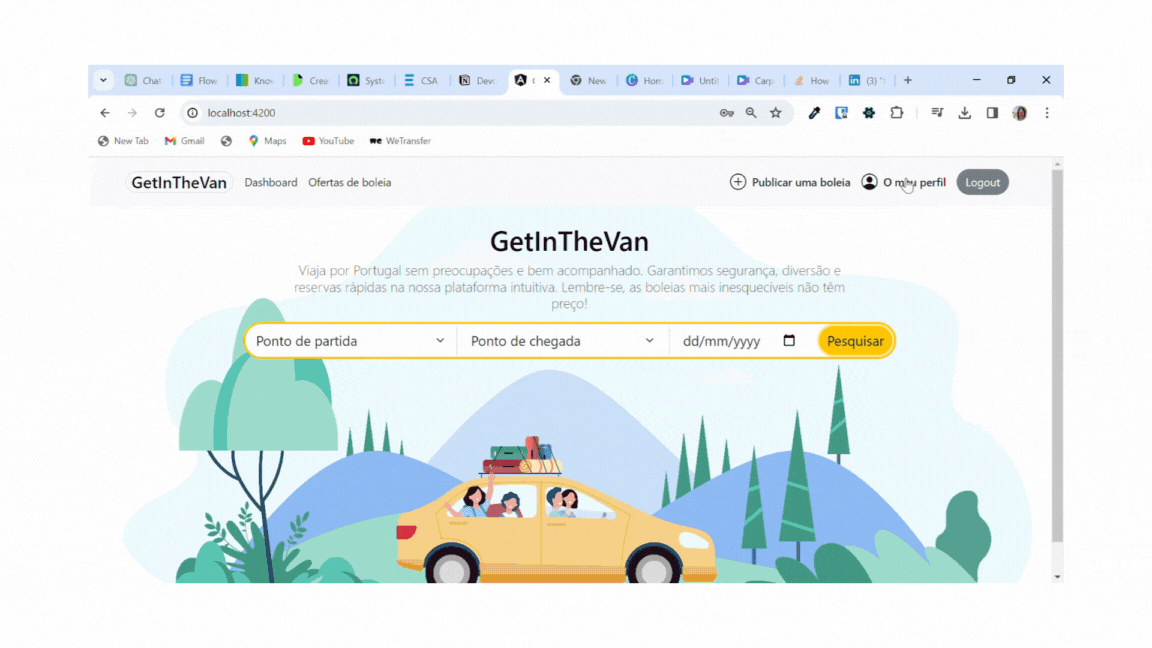 Chat
Flow
Know
Crea
Syst
CSA
Deve
New
Hom
Untit
Carp
How
(3) "
localhost:4200
New Tab
Gmail
Maps
YouTube
WeTransfer
GetInTheVan
Dashboard
Ofertas de boleia
Publicar uma boleia
O meu perfil
Logout
GetInTheVan
Viaja por Portugal sem preocupações e bem acompanhado. Garantimos segurança, diversão e
reservas rápidas na nossa plataforma intuitiva. Lembre-se, as boleias mais inesquecíveis não têm
preço!
Ponto de partida
Ponto de chegada
dd/mm/yyyy
Pesquisar